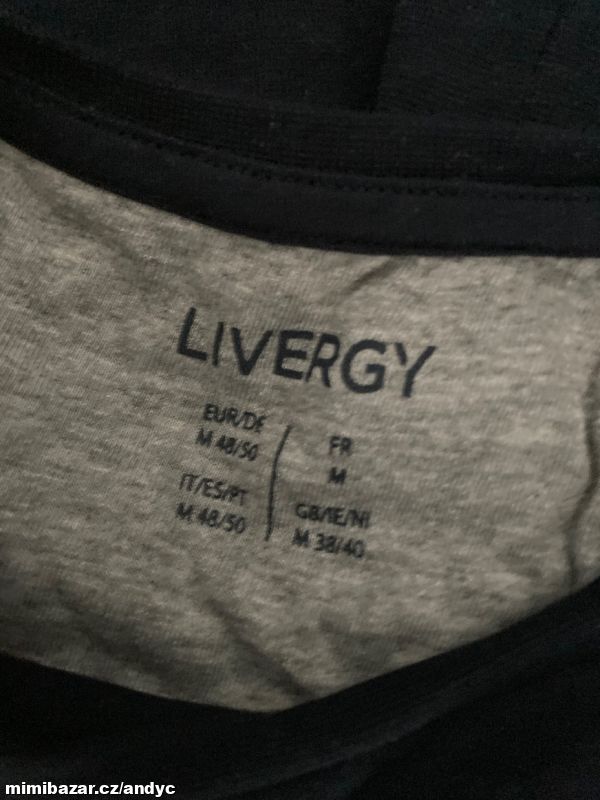 LIVERGY
EUR/DE
M 48/50
FR
M
IT/ES/PT
M 48/50
GB/IE/NI
M 38/40
mimibazar.cz/andyc